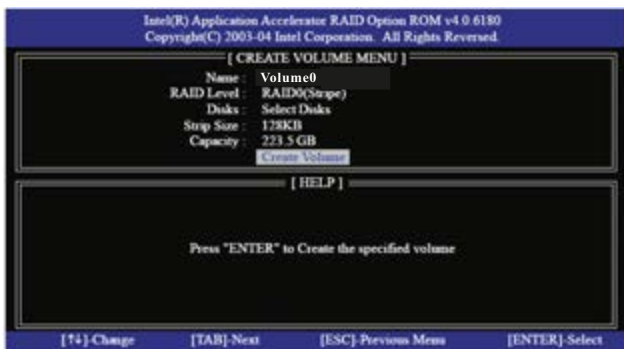 Intel(R) Application Accelerator RAID Option ROM v4.0 6180
Copyright(C) 2003-04 Intel Corporation. All Rights Reversed.
[ CREATE VOLUME MENU ]
Name : Volume0
RAID Level : RAID0(Stripe)
Disks : Select Disks
Strip Size : 128KB
Capacity : 223.5 GB
Create Volume
[ HELP ]
Press "ENTER" to Create the specified volume
[↑↓]-Change [TAB]-Next [ESC]-Previous Menu [ENTER]-Select